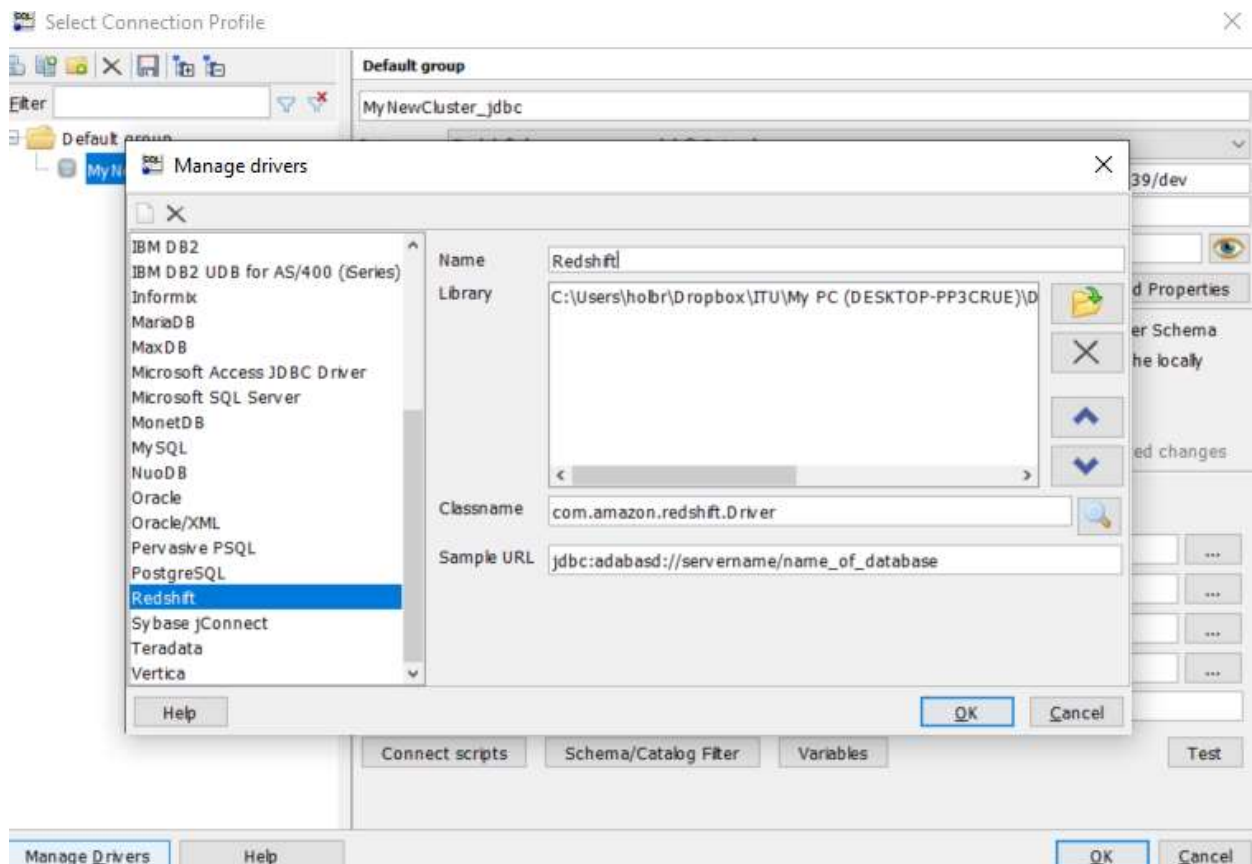 Select Connection Profile
Default group
Filter
MyNewCluster_jdbc
Default group
MyN
Manage drivers
39/dev
IBM DB2
IBM DB2 UDB for AS/400 (iSeries)
Informix
MariaDB
MaxDB
Microsoft Access JDBC Driver
Microsoft SQL Server
MonetDB
MySQL
NuoDB
Oracle
Oracle/XML
Pervasive PSQL
PostgreSQL
Redshift
Sybase jConnect
Teradata
Vertica
Name
Redshift
Library
C:\Users\holbr\Dropbox\ITU\My PC (DESKTOP-PP3CRUE)\D
Classname
com.amazon.redshift.Driver
Sample URL
jdbc:adabasd://servername/name_of_database
d Properties
er Schema
he locally
ed changes
...
...
...
...
Help
OK
Cancel
Connect scripts
Schema/Catalog Filter
Variables
Test
Manage Drivers
Help
OK
Cancel